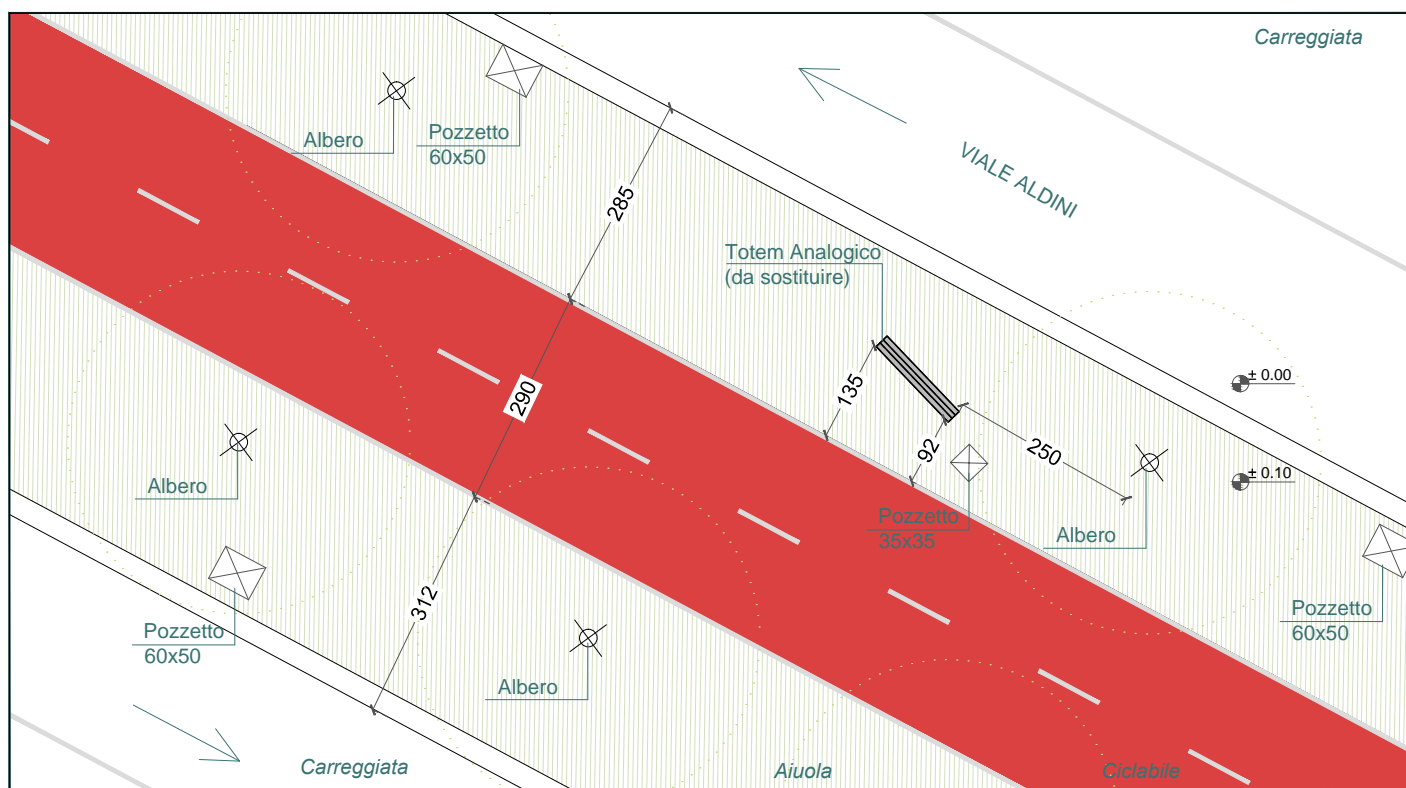 Carreggiata
Albero
Pozzetto
60x50
VIALE ALDINI
285
Totem Analogico
(da sostituire)
290
135
92
250
± 0.00
± 0.10
Albero
Pozzetto
35x35
Albero
Pozzetto
60x50
312
Pozzetto
60x50
Albero
Carreggiata
Aiuola
Ciclabile